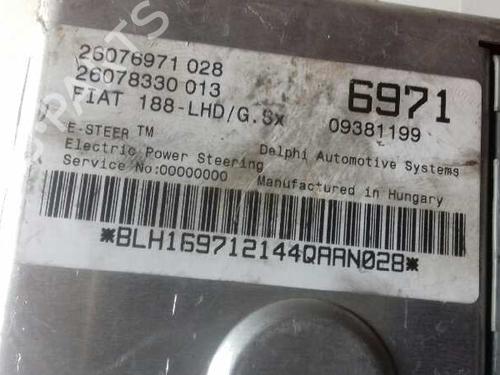 26076971 028
26078330 013
FIAT 188-LHD/G.Sx
6971
09381199
E-STEER TM
Electric Power Steering
Service No:00000000
Delphi Automotive Systems
Manufactured in Hungary
*BLH169712144QAAN028*